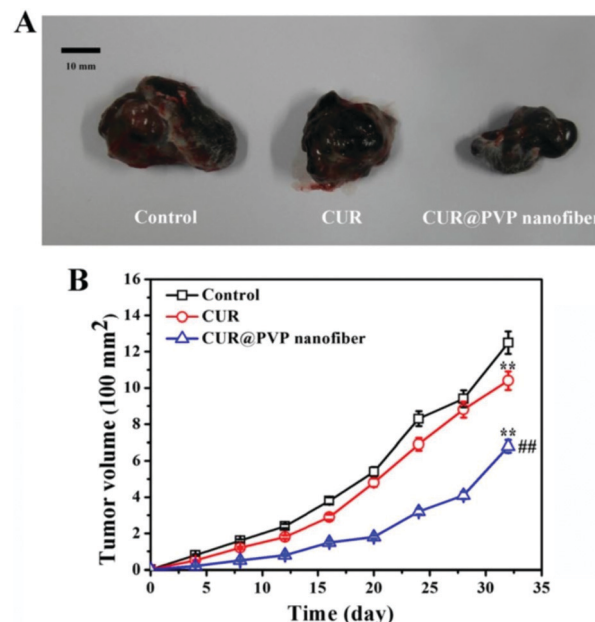 A
10 mm
Control CUR CUR@PVP nanofiber
B
Control
CUR
CUR@PVP nanofiber
Tumor volume (100 mm²)
16
14
12
10
8
6
4
2
0
**
**
##
0 5 10 15 20 25 30 35
Time (day)